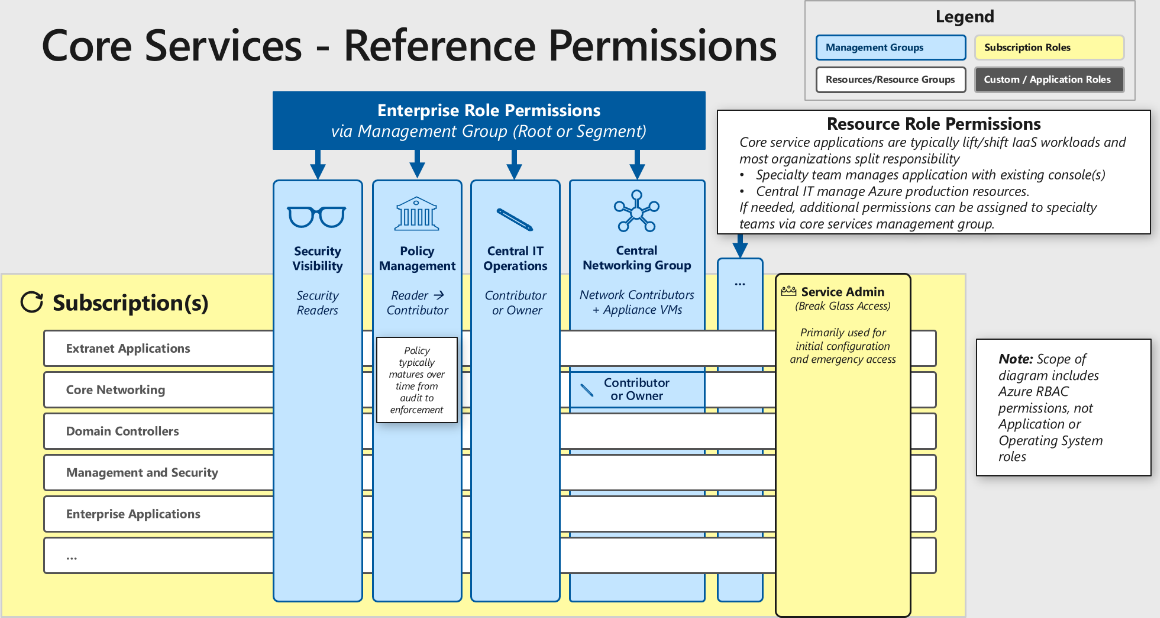 Core Services - Reference Permissions
Legend
Management Groups
Subscription Roles
Resources/Resource Groups
Custom / Application Roles
Enterprise Role Permissions
via Management Group (Root or Segment)
Resource Role Permissions
Core service applications are typically lift/shift IaaS workloads and
most organizations split responsibility
• Specialty team manages application with existing console(s)
• Central IT manage Azure production resources.
If needed, additional permissions can be assigned to specialty
teams via core services management group.
Security
Visibility
Security
Readers
Policy
Management
Reader →
Contributor
Policy
typically
matures over
time from
audit to
enforcement
Central IT
Operations
Contributor
or Owner
Central
Networking Group
Network Contributors
+ Appliance VMs
Contributor
or Owner
...
Service Admin
(Break Glass Access)
Primarily used for
initial configuration
and emergency access
Subscription(s)
Extranet Applications
Core Networking
Domain Controllers
Management and Security
Enterprise Applications
...
Note: Scope of
diagram includes
Azure RBAC
permissions, not
Application or
Operating System
roles